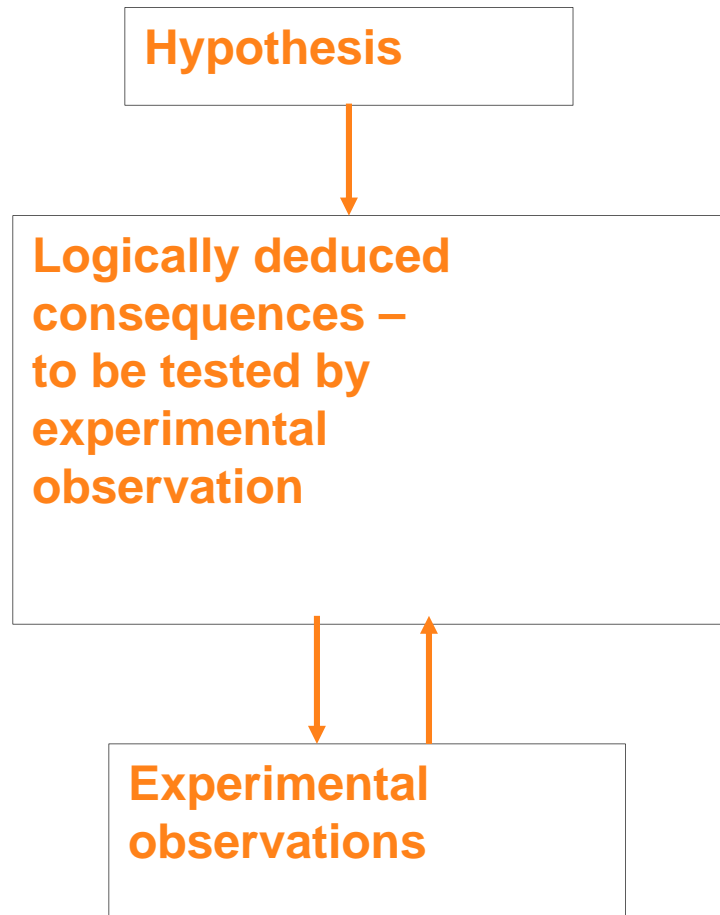 Hypothesis
Logically deduced
consequences –
to be tested by
experimental
observation
Experimental
observations